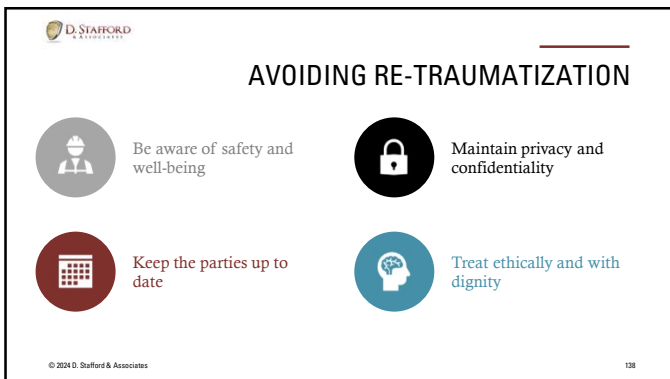 D. STAFFORD
& ASSOCIATES
AVOIDING RE-TRAUMATIZATION
Be aware of safety and
well-being
Maintain privacy and
confidentiality
Keep the parties up to
date
Treat ethically and with
dignity
© 2024 D. Stafford & Associates
138